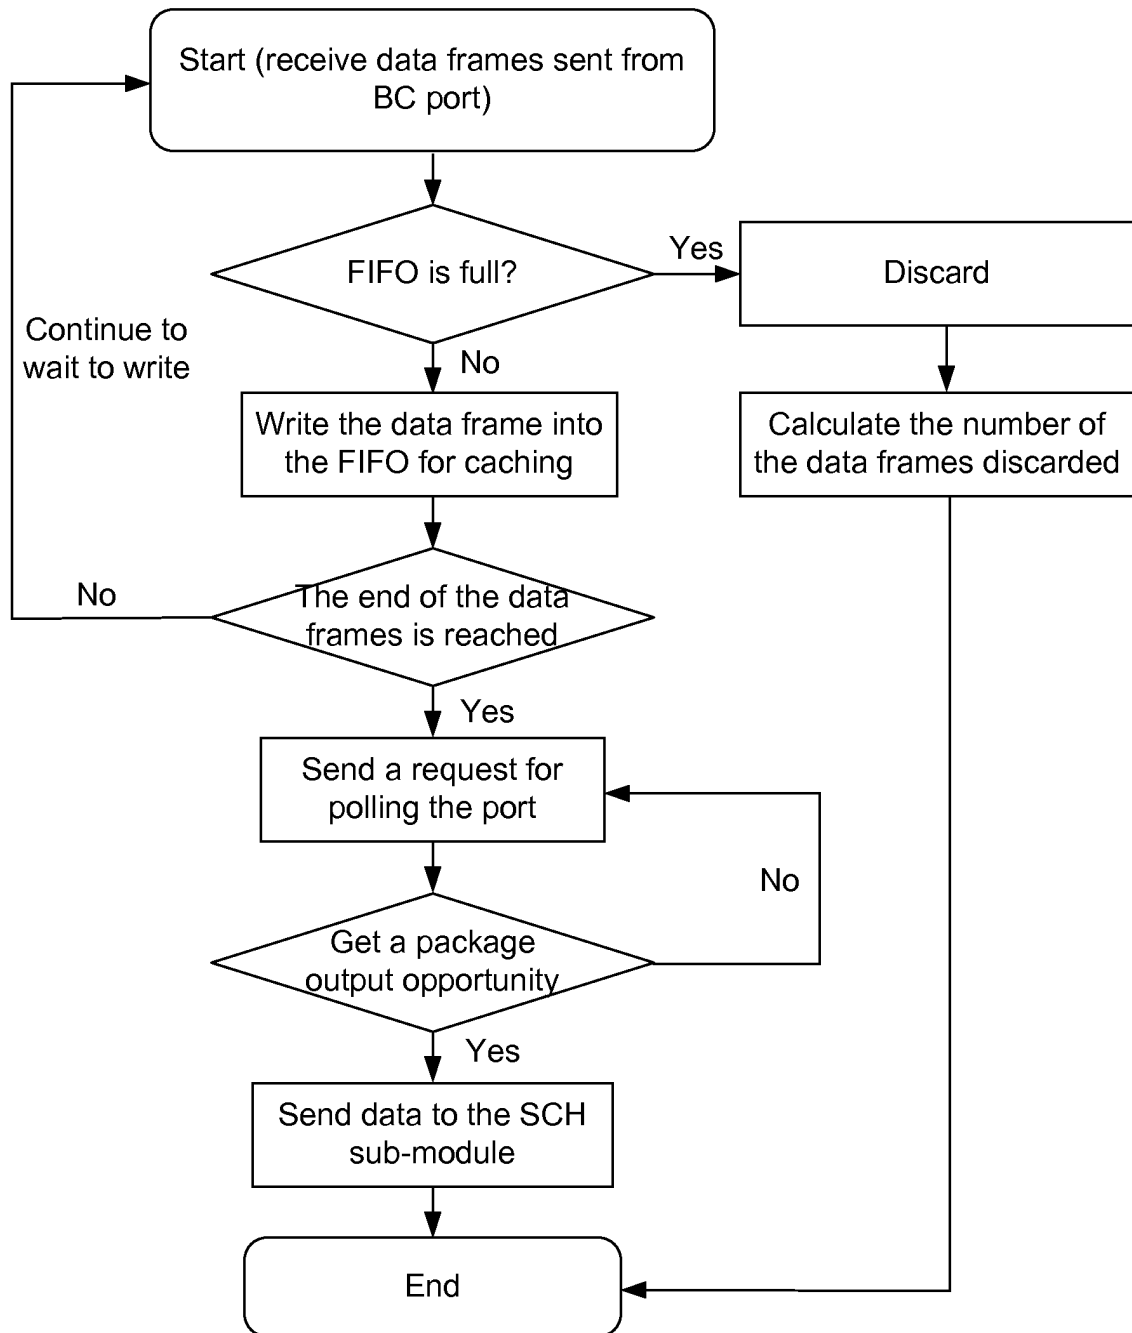 Start (receive data frames sent from
BC port)
FIFO is full?
Yes
Discard
Continue to
wait to write
No
Write the data frame into
the FIFO for caching
Calculate the number of
the data frames discarded
No
The end of the data
frames is reached
Yes
Send a request for
polling the port
No
Get a package
output opportunity
Yes
Send data to the SCH
sub-module
End